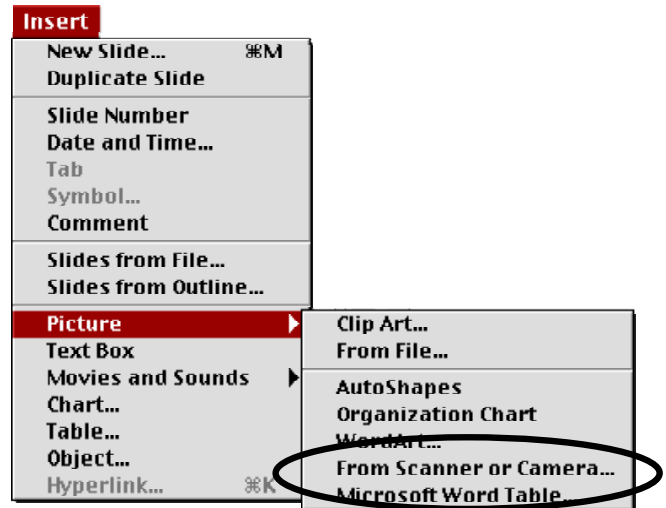 Insert
New Slide... ⌘M
Duplicate Slide
Slide Number
Date and Time...
Tab
Symbol...
Comment
Slides from File...
Slides from Outline...
Picture
Text Box
Movies and Sounds
Chart...
Table...
Object...
Hyperlink... ⌘K
Clip Art...
From File...
AutoShapes
Organization Chart
WordArt...
From Scanner or Camera...
Microsoft Word Table...